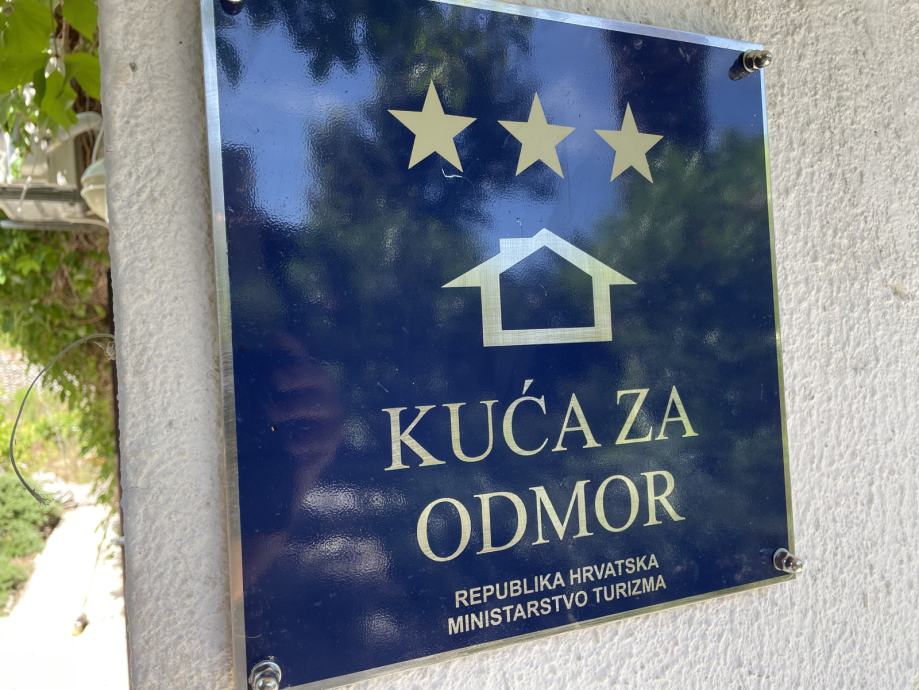 KUĆA ZA
ODMOR
REPUBLIKA HRVATSKA
MINISTARSTVO TURIZMA